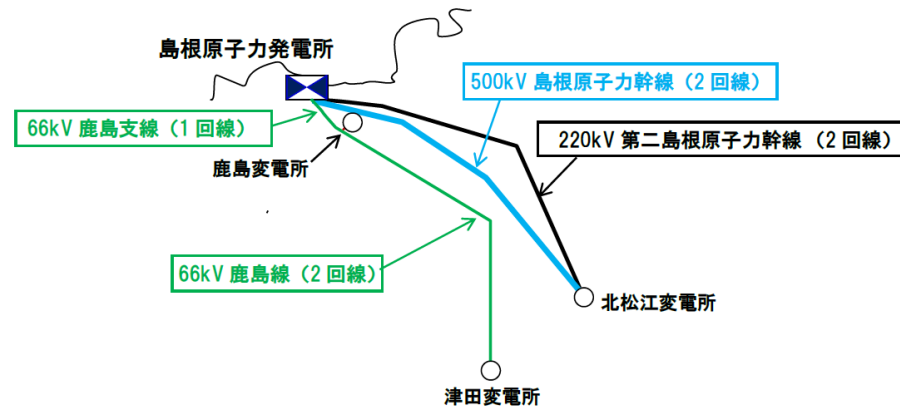 島根原子力発電所
500kV 島根原子力幹線（2回線）
66kV 鹿島支線（1回線）
220kV 第二島根原子力幹線（2回線）
鹿島変電所
66kV 鹿島線（2回線）
北松江変電所
津田変電所